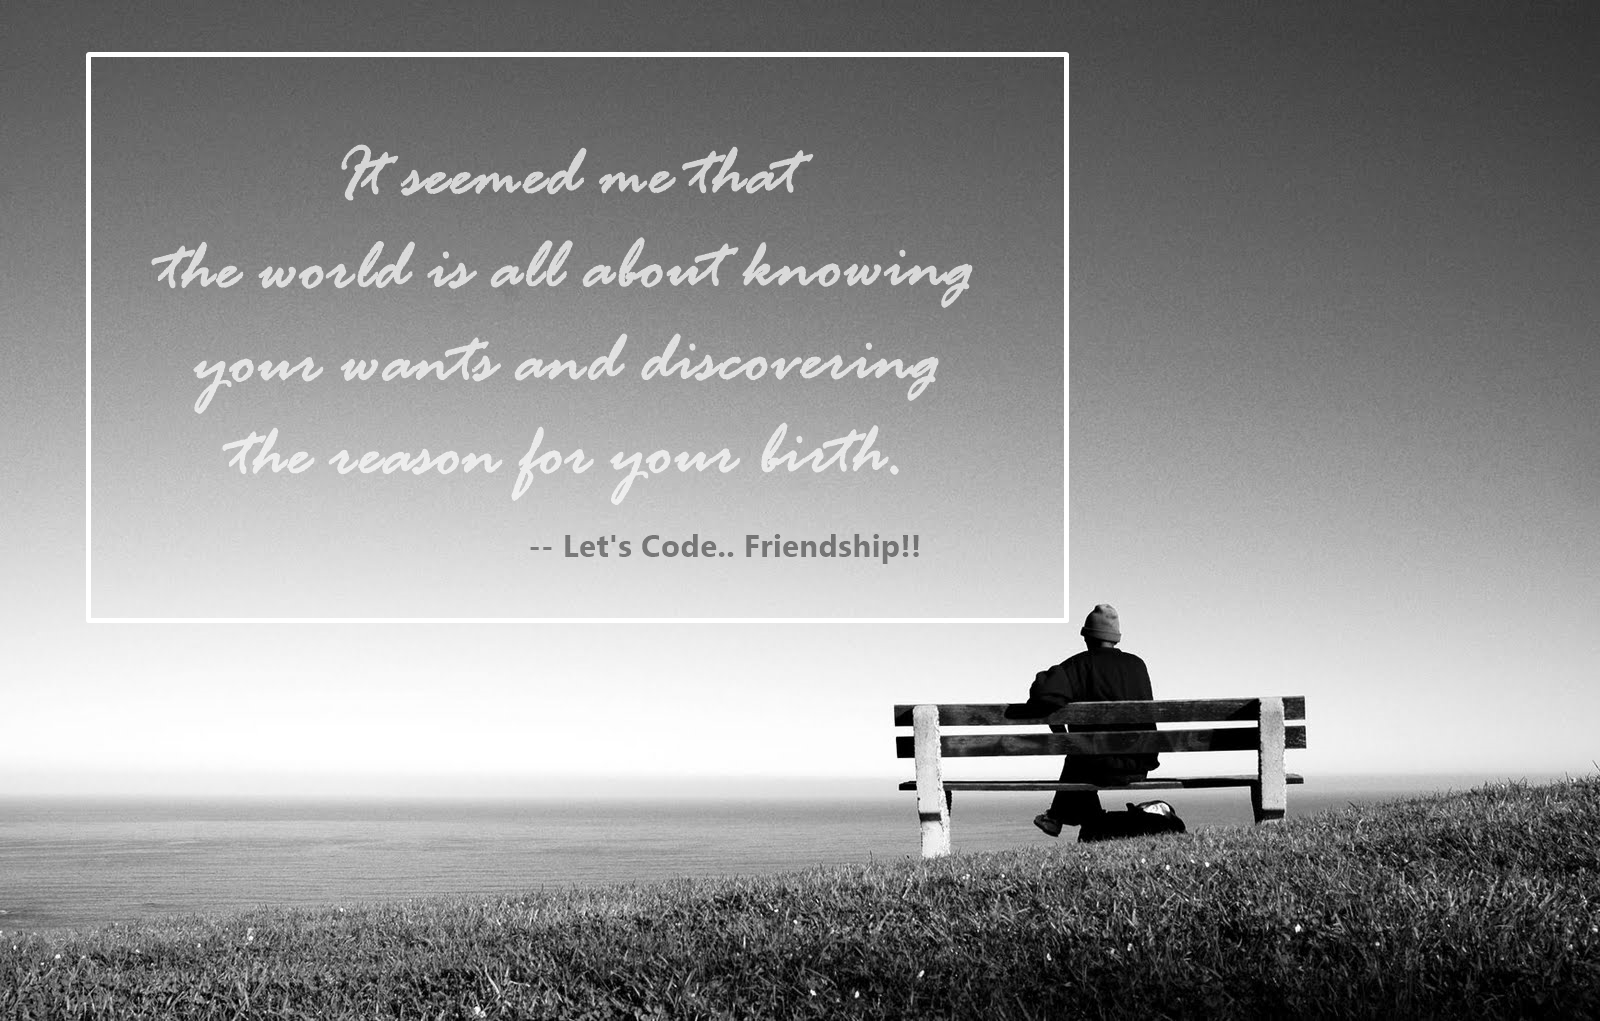 It seemed me that
the world is all about knowing
your wants and discovering
the reason for your birth.
-- Let's Code.. Friendship!!